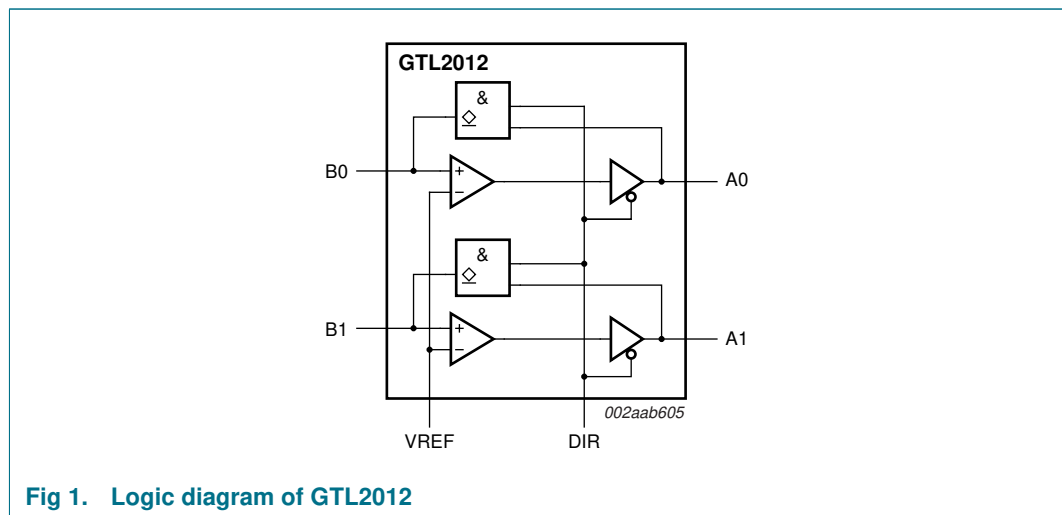 GTL2012
&
B0
+
−
A0
&
B1
+
−
A1
002aab605
VREF DIR
Fig 1. Logic diagram of GTL2012